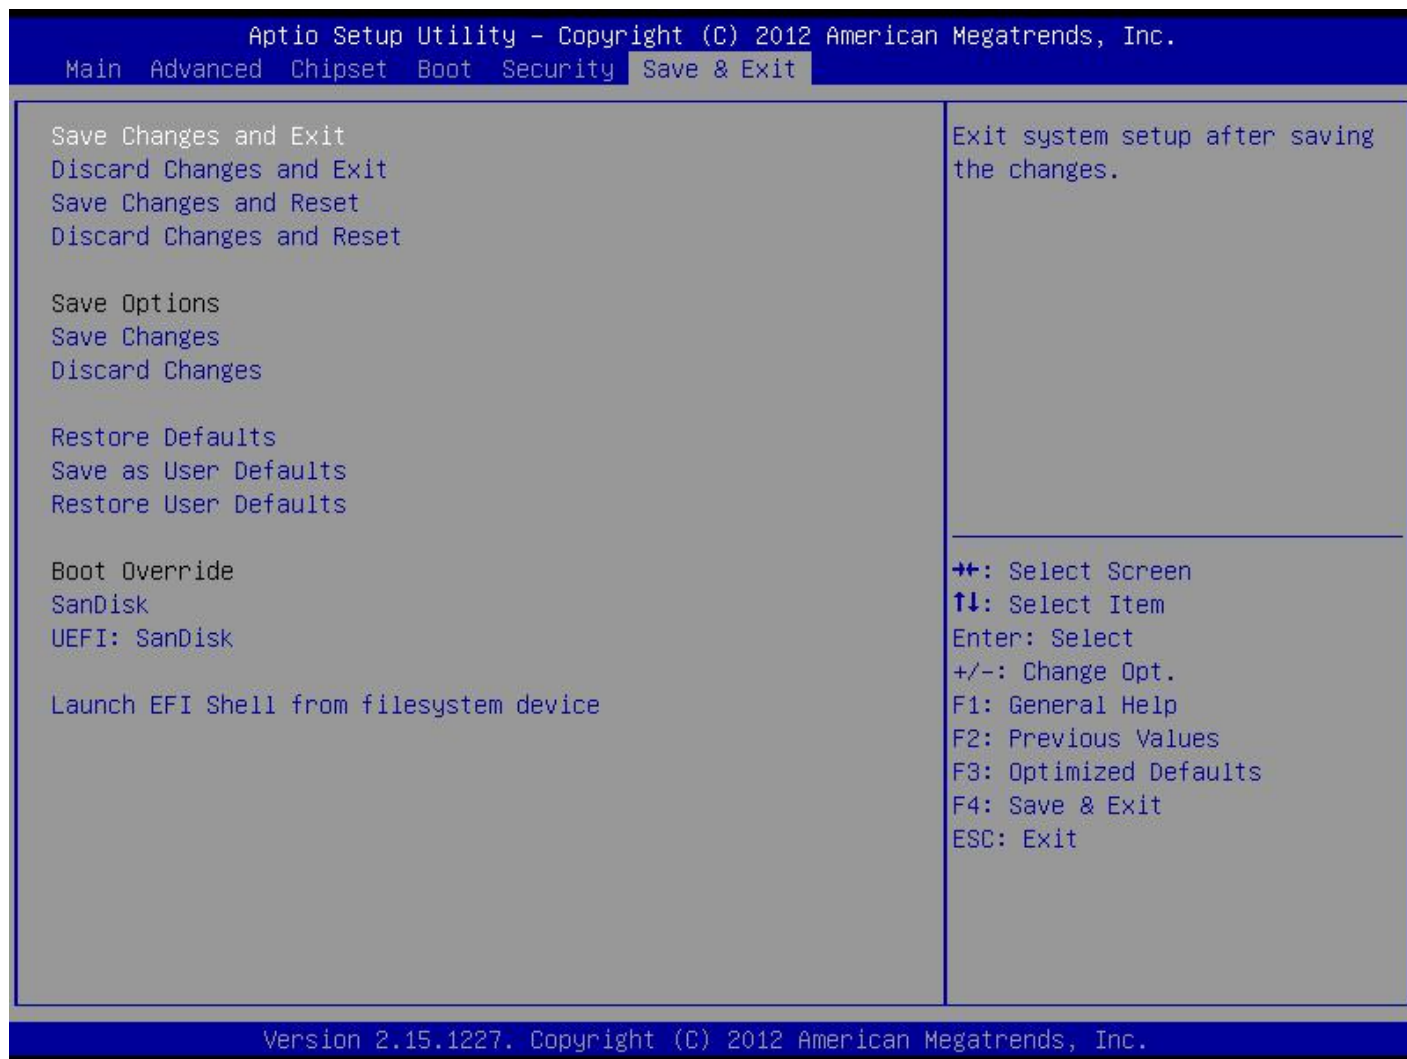 Aptio Setup Utility – Copyright (C) 2012 American Megatrends, Inc.
Main Advanced Chipset Boot Security Save & Exit
Save Changes and Exit
Discard Changes and Exit
Save Changes and Reset
Discard Changes and Reset
Save Options
Save Changes
Discard Changes
Restore Defaults
Save as User Defaults
Restore User Defaults
Boot Override
SanDisk
UEFI: SanDisk
Launch EFI Shell from filesystem device
Exit system setup after saving
the changes.
→←: Select Screen
↑↓: Select Item
Enter: Select
+/-: Change Opt.
F1: General Help
F2: Previous Values
F3: Optimized Defaults
F4: Save & Exit
ESC: Exit
Version 2.15.1227. Copyright (C) 2012 American Megatrends, Inc.